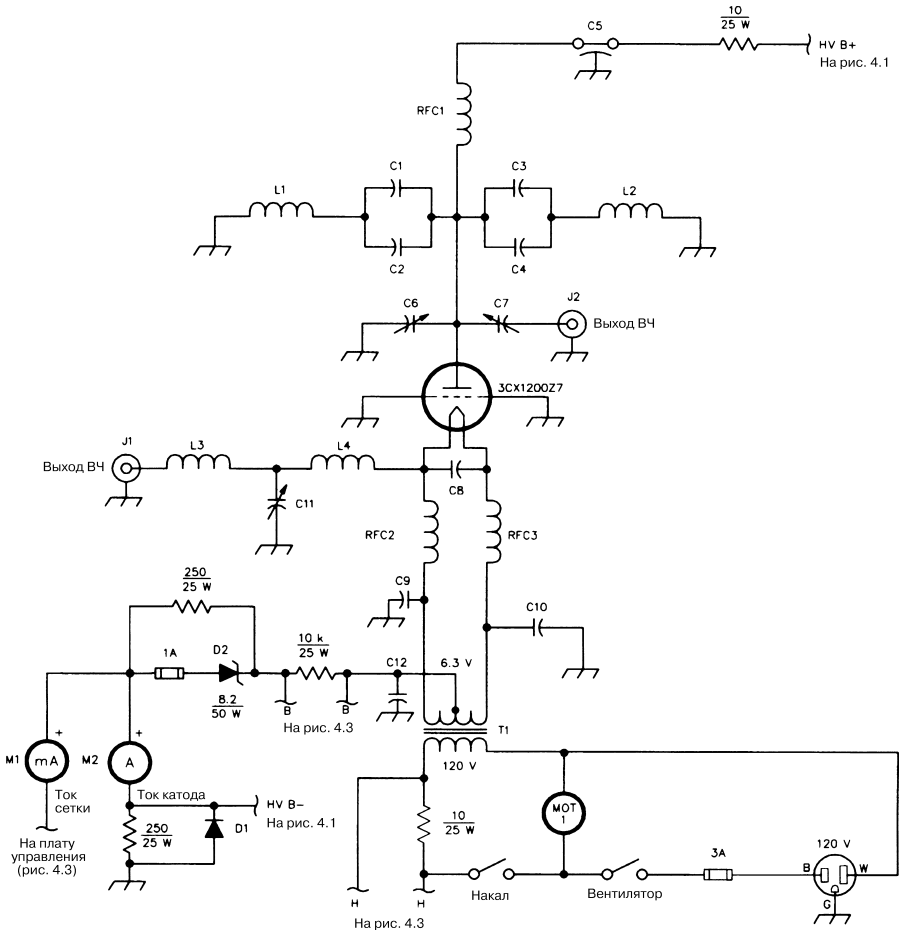 10
25 W
C5
HV B+
На рис. 4.1
RFC1
C1
C3
L1
L2
C2
C4
C6
C7
J2
Выход ВЧ
3CX1200Z7
J1
L3
L4
Выход ВЧ
C8
C11
RFC2
RFC3
250
25 W
C9
C10
1A
D2
10 k
25 W
C12
6.3 V
8.2
50 W
B
B
На рис. 4.3
T1
+
+
M1
mA
M2
A
120 V
Ток
сетки
Ток катода
HV B−
На рис. 4.1
MOT
1
250
25 W
D1
10
25 W
На плату
управления
(рис. 4.3)
3A
120 V
B
W
Накал
Вентилятор
G
H
H
На рис. 4.3